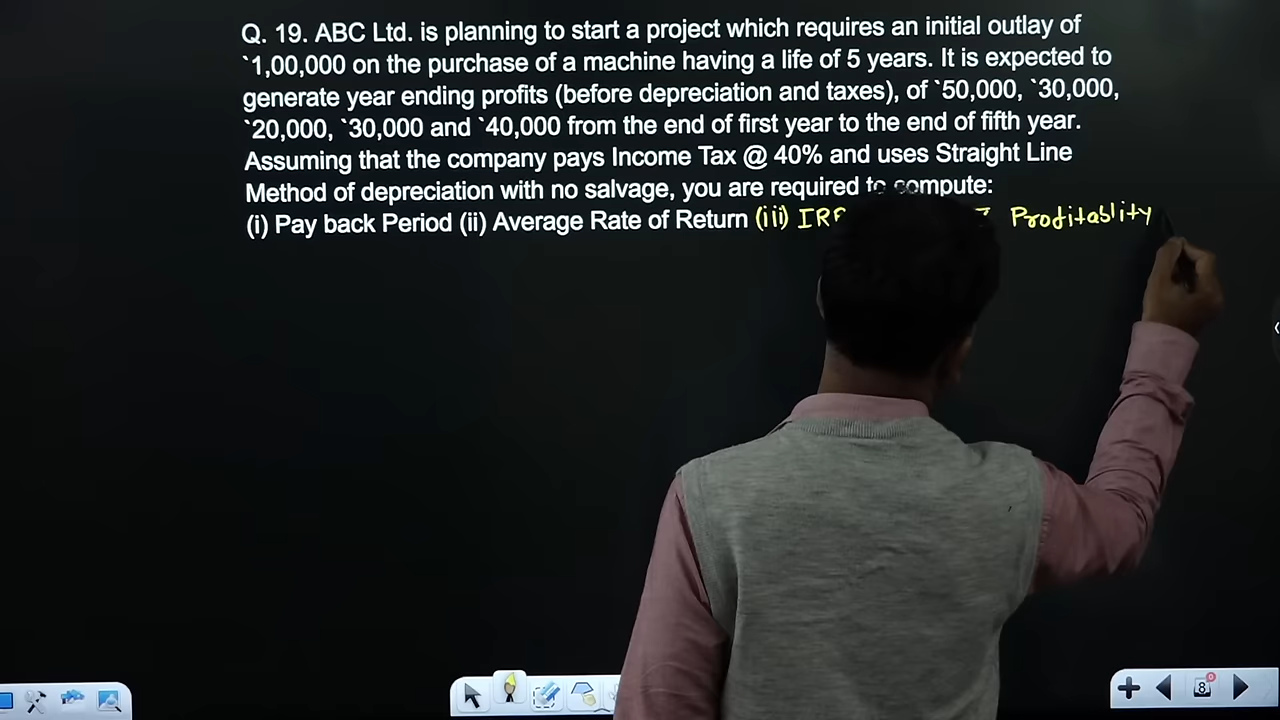 Q. 19. ABC Ltd. is planning to start a project which requires an initial outlay of
`1,00,000 on the purchase of a machine having a life of 5 years. It is expected to
generate year ending profits (before depreciation and taxes), of `50,000, `30,000,
`20,000, `30,000 and `40,000 from the end of first year to the end of fifth year.
Assuming that the company pays Income Tax @ 40% and uses Straight Line
Method of depreciation with no salvage, you are required to compute:
(i) Pay back Period (ii) Average Rate of Return (iii) Profitablity
8
0